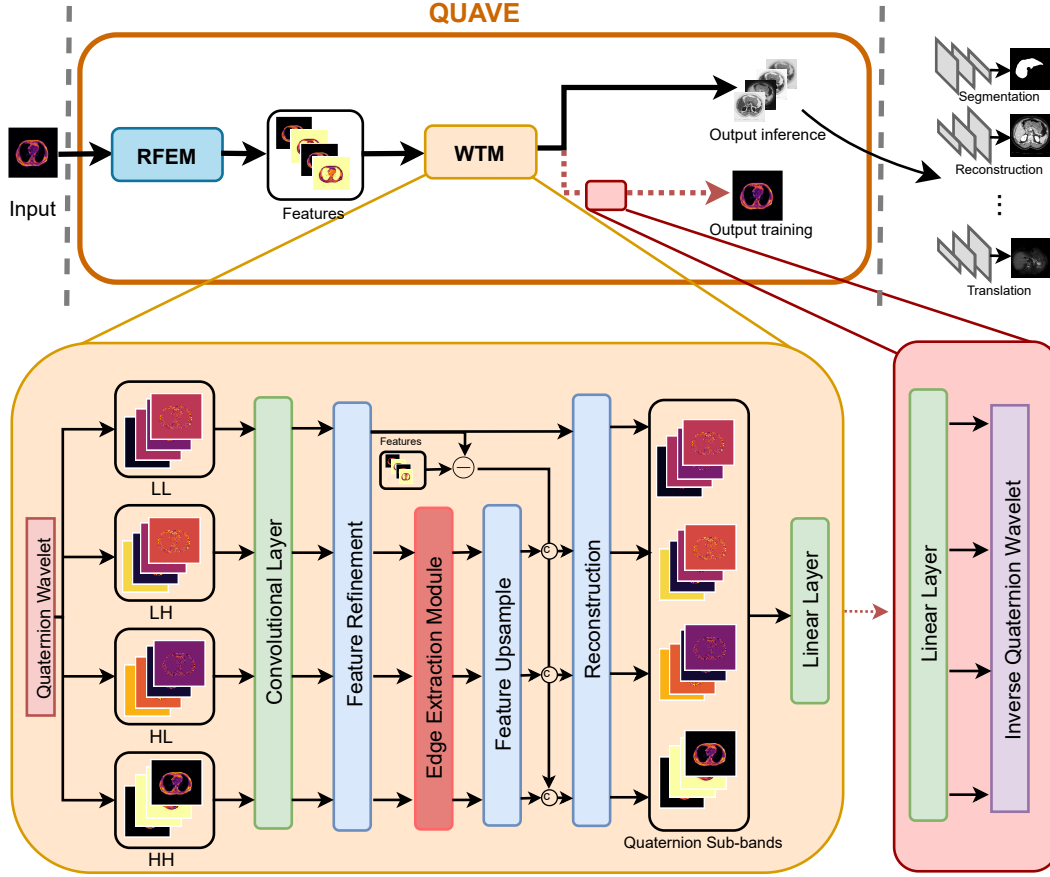 QUAVE
Input
RFEM
Features
WTM
Output inference
Output training
Segmentation
Reconstruction
...
Translation
Quaternion Wavelet
LL
LH
HL
HH
Convolutional Layer
Feature Refinement
Features
—
Edge Extraction Module
Feature Upsample
C
C
C
Reconstruction
Quaternion Sub-bands
Linear Layer
Linear Layer
Inverse Quaternion Wavelet